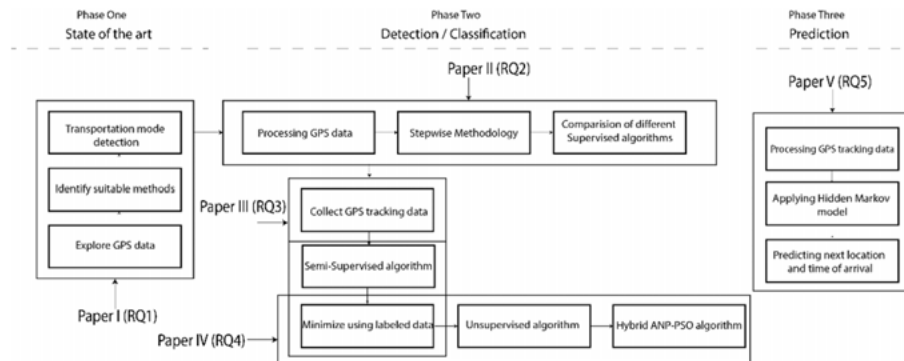 Phase One
State of the art
Phase Two
Detection / Classification
Phase Three
Prediction
Paper II (RQ2)
Paper V (RQ5)
Transportation mode
detection
Identify suitable methods
Explore GPS data
Paper I (RQ1)
Processing GPS data
Stepwise Methodology
Comparision of different
Supervised algorithms
Paper III (RQ3)
Collect GPS tracking data
Semi-Supervised algorithm
Paper IV (RQ4)
Minimize using labeled data
Unsupervised algorithm
Hybrid ANP-PSO algorithm
Processing GPS tracking data
Applying Hidden Markov
model
Predicting next location
and time of arrival